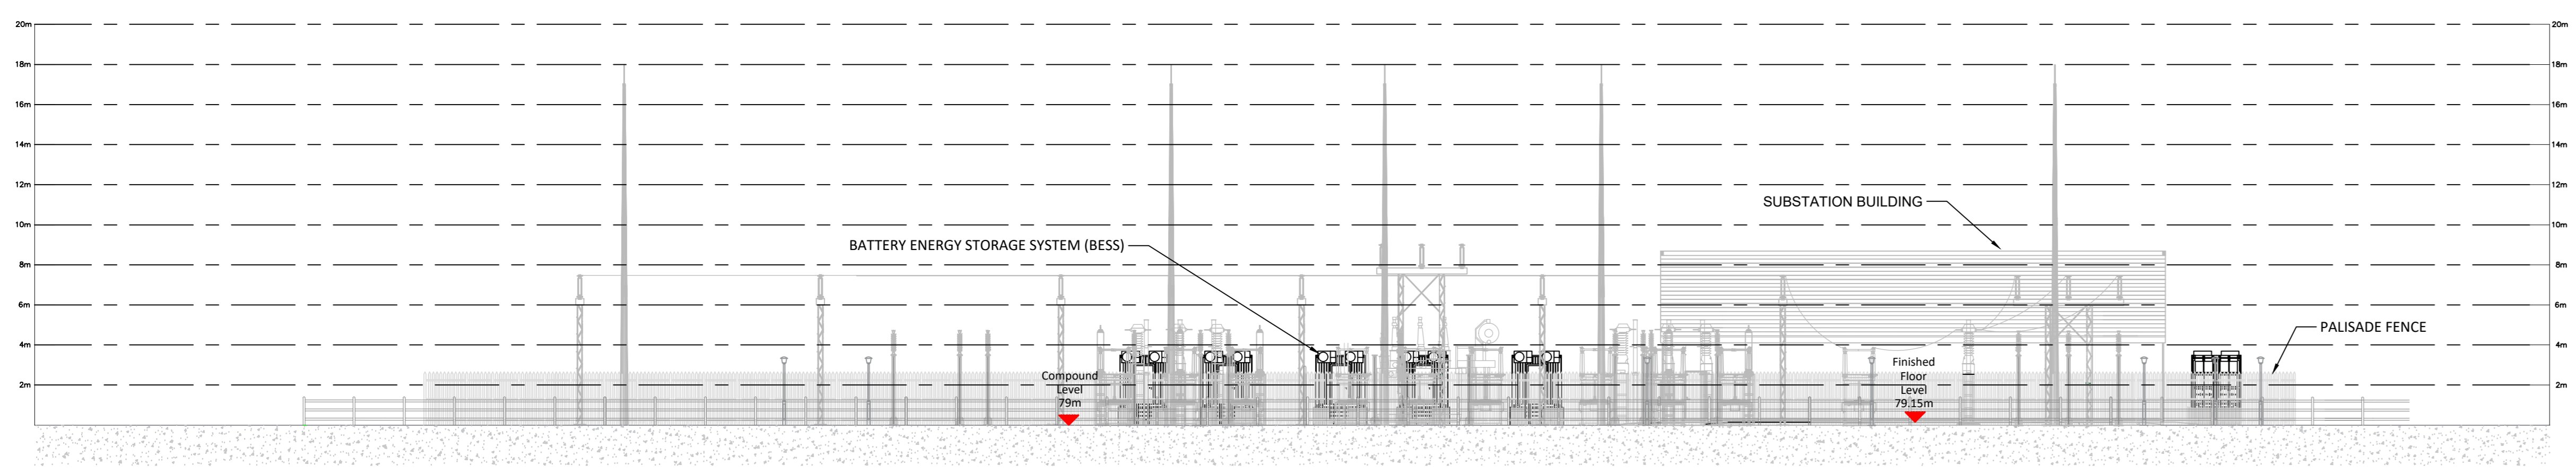 20m 20m
18m 18m
16m 16m
14m 14m
12m 12m
SUBSTATION BUILDING
10m 10m
BATTERY ENERGY STORAGE SYSTEM (BESS)
8m 8m
6m 6m
PALISADE FENCE
4m 4m
Compound
Level
79m
Finished
Floor
Level
79.15m
2m 2m